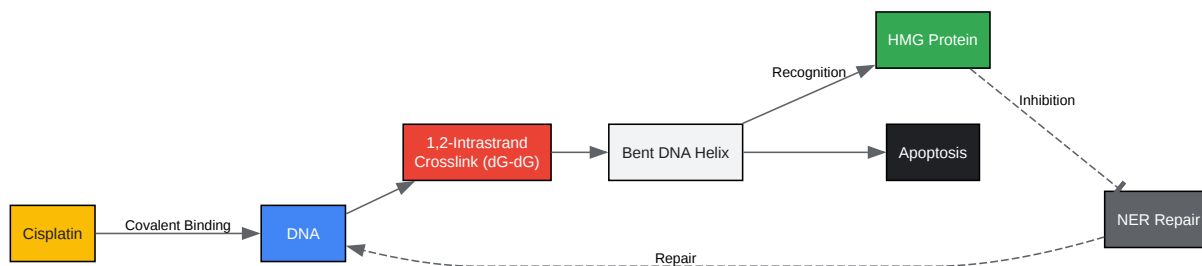 HMG Protein
Recognition
Inhibition
1,2-Intrastrand
Crosslink (dG-dG)
Bent DNA Helix
Apoptosis
Cisplatin
Covalent Binding
DNA
NER Repair
Repair